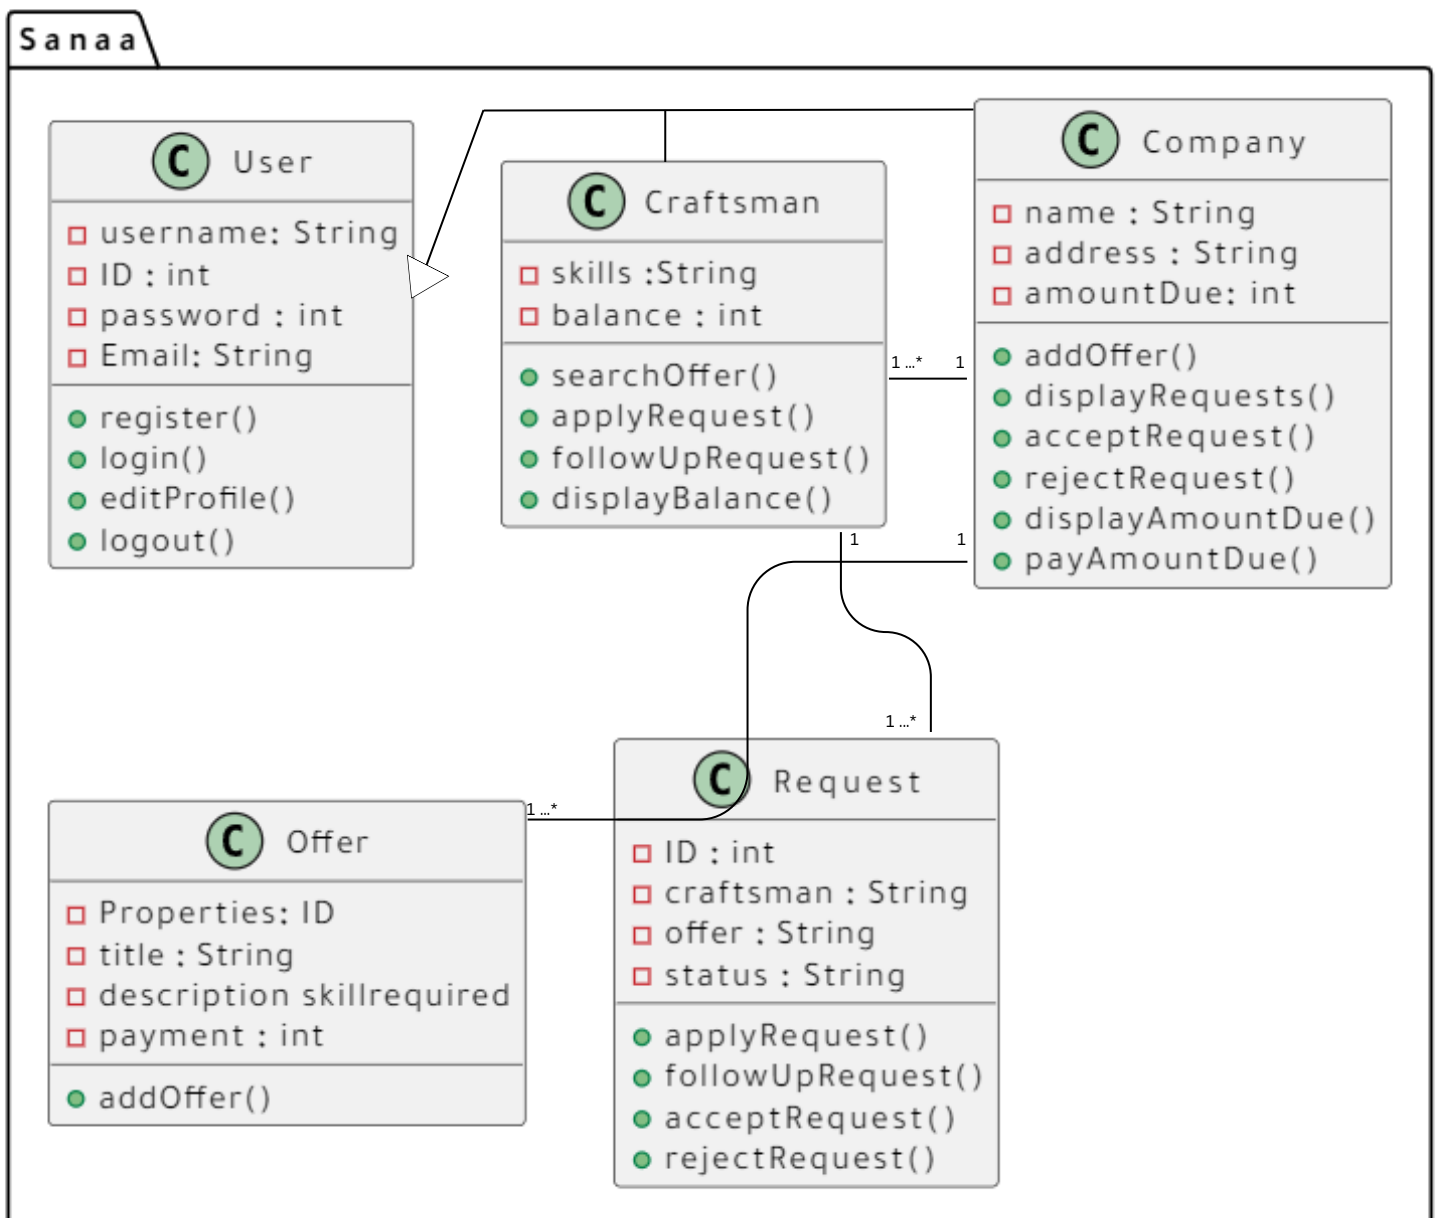 Sanaa
C User
username: String
ID : int
password : int
Email: String
register()
login()
editProfile()
logout()
C Craftsman
skills :String
balance : int
searchOffer()
applyRequest()
followUpRequest()
displayBalance()
C Company
name : String
address : String
amountDue: int
addOffer()
displayRequests()
acceptRequest()
rejectRequest()
displayAmountDue()
payAmountDue()
1 ...* 1
1 1
1 ...*
1 ...*
C Offer
Properties: ID
title : String
description skillrequired
payment : int
addOffer()
C Request
ID : int
craftsman : String
offer : String
status : String
applyRequest()
followUpRequest()
acceptRequest()
rejectRequest()